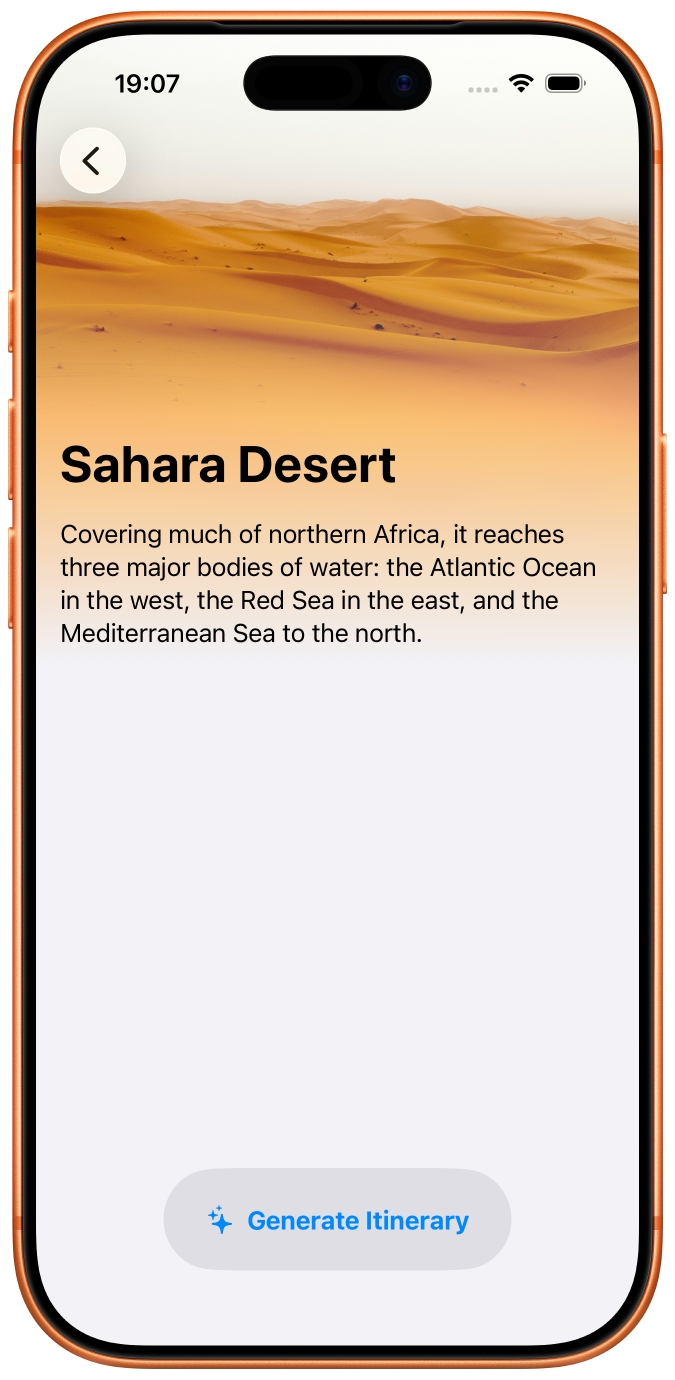 19:07
Sahara Desert
Covering much of northern Africa, it reaches
three major bodies of water: the Atlantic Ocean
in the west, the Red Sea in the east, and the
Mediterranean Sea to the north.
Generate Itinerary